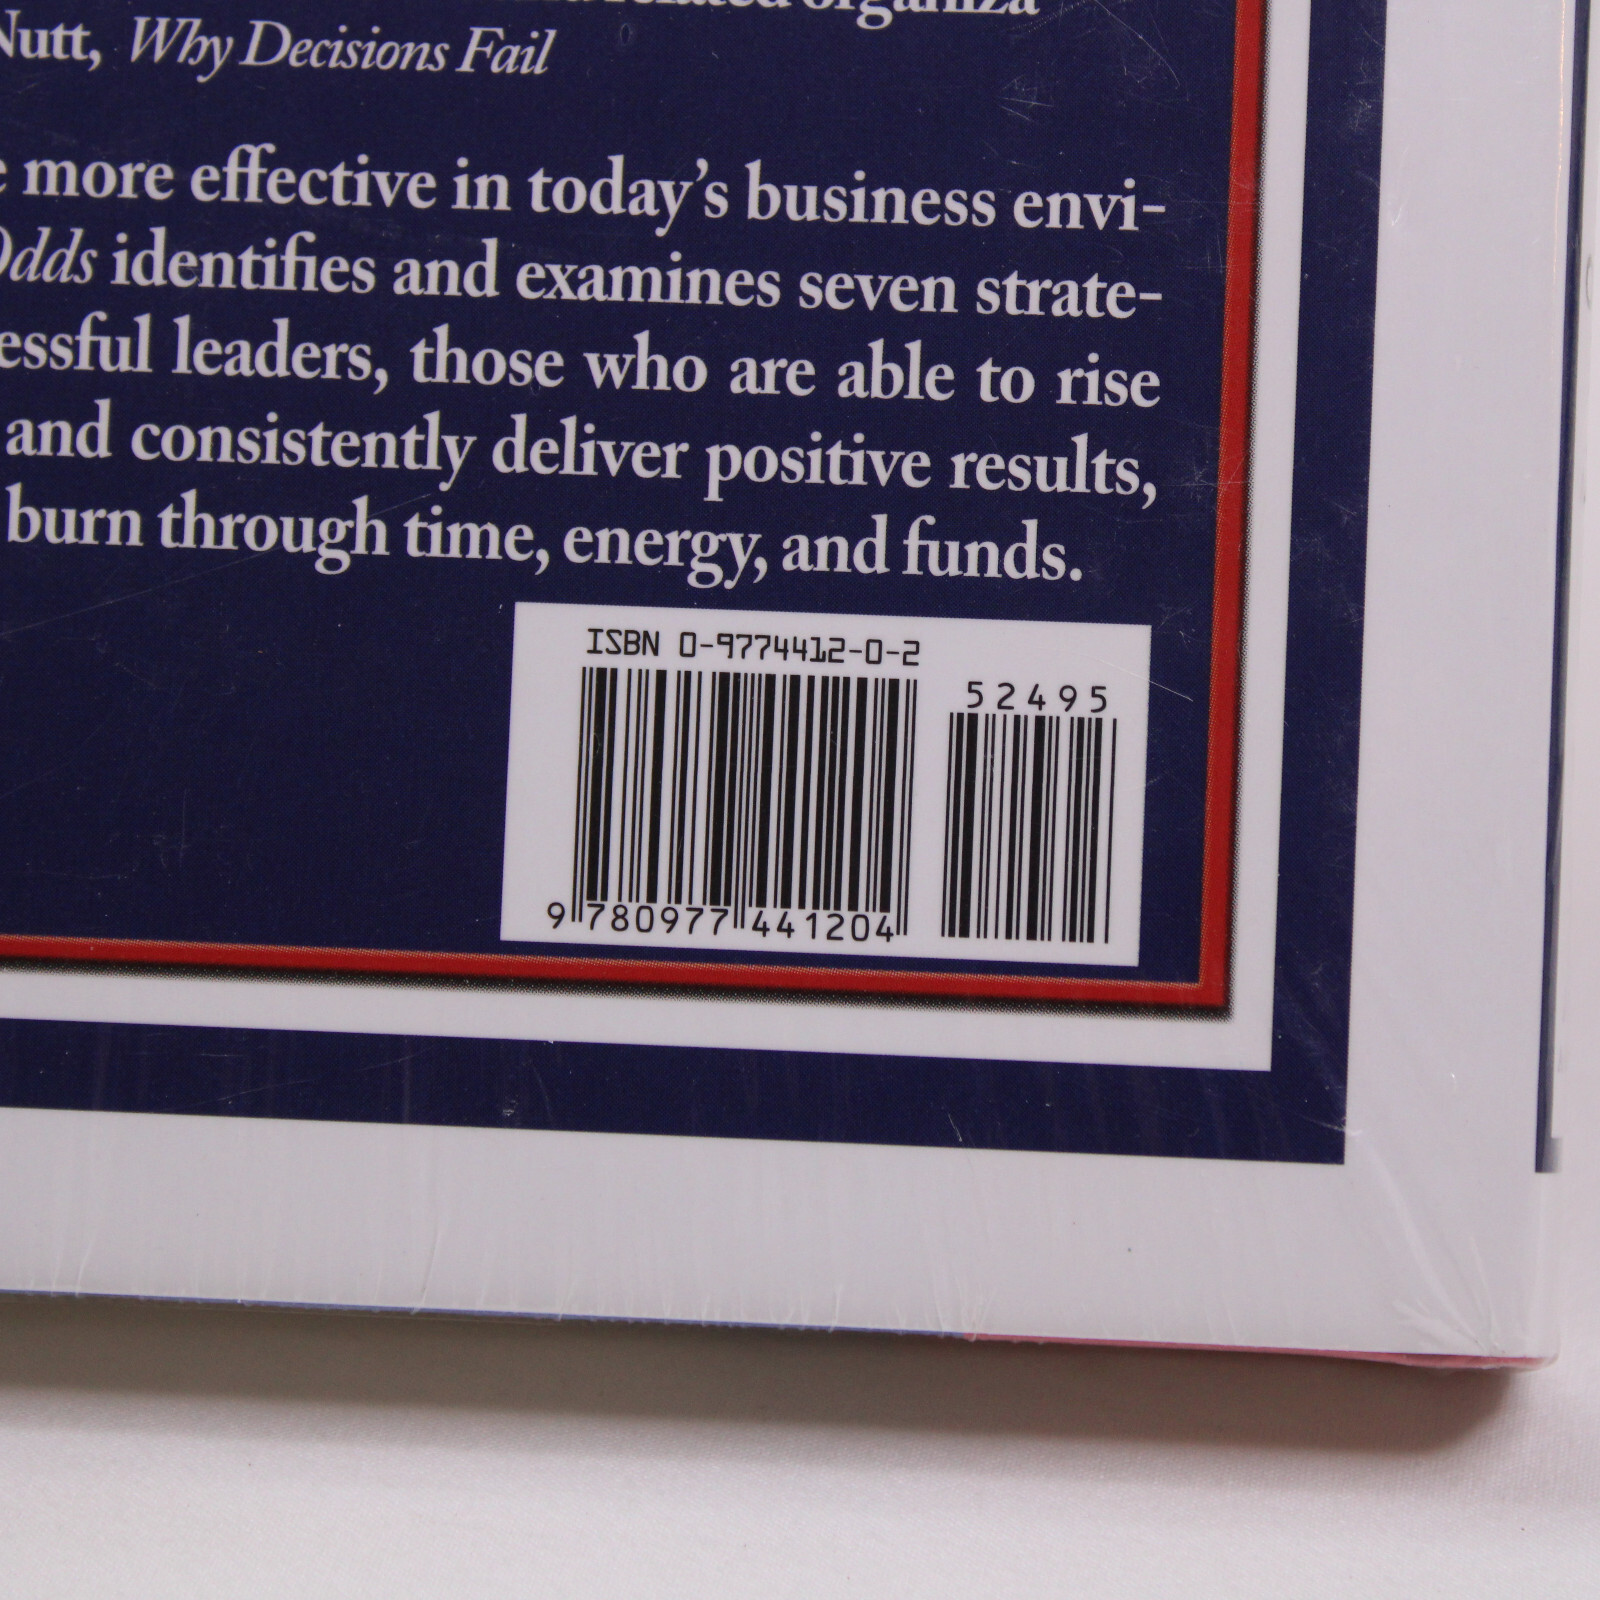 related organiza
Nutt, Why Decisions Fail
more effective in today's business envi-
Odds identifies and examines seven strate-
essful leaders, those who are able to rise
and consistently deliver positive results,
burn through time, energy, and funds.
ISBN 0-9774412-0-2
52495
9 780977 441204